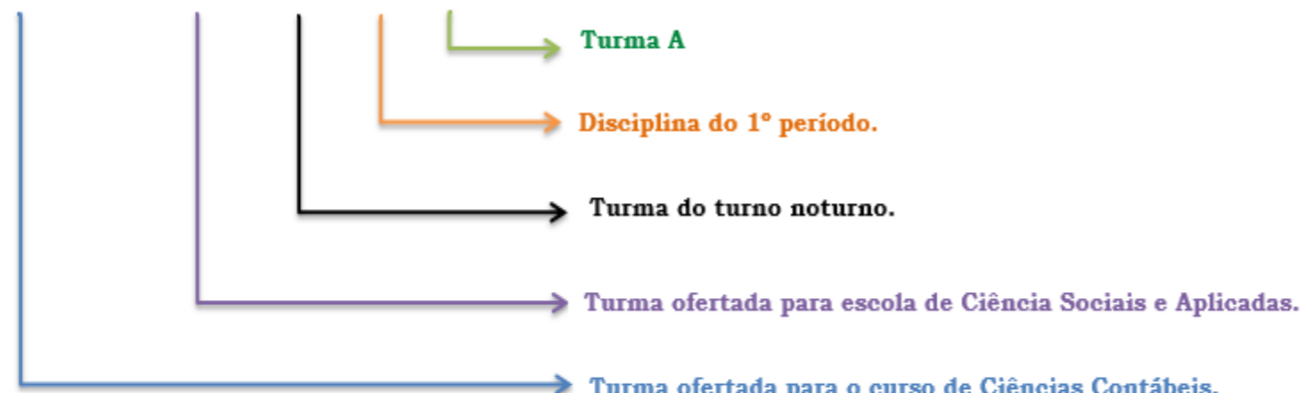 Turma A
Disciplina do 1º período.
Turma do turno noturno.
Turma ofertada para escola de Ciência Sociais e Aplicadas.
Turma ofertada para o curso de Ciências Contábeis.